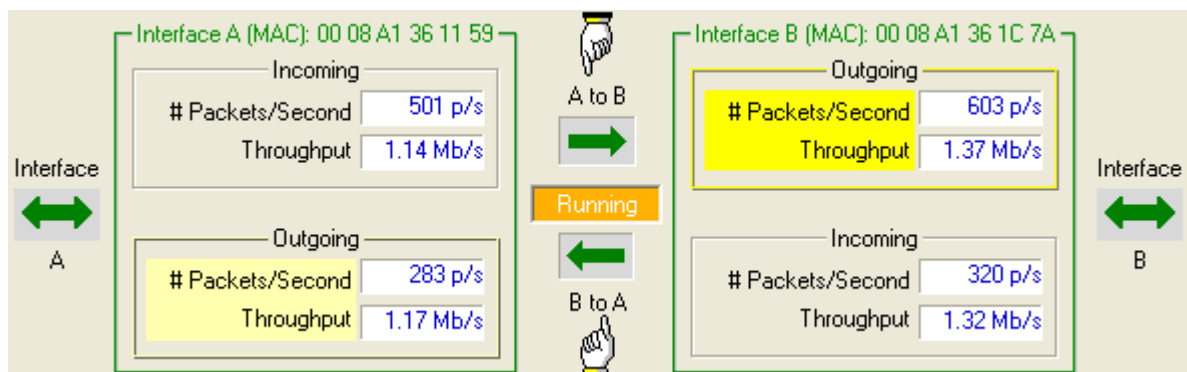 Interface A (MAC): 00 08 A1 36 11 59
Incoming
# Packets/Second 501 p/s
Throughput 1.14 Mb/s
Outgoing
# Packets/Second 283 p/s
Throughput 1.17 Mb/s
Interface
A
A to B
Running
B to A
Interface B (MAC): 00 08 A1 36 1C 7A
Outgoing
# Packets/Second 603 p/s
Throughput 1.37 Mb/s
Incoming
# Packets/Second 320 p/s
Throughput 1.32 Mb/s
Interface
B